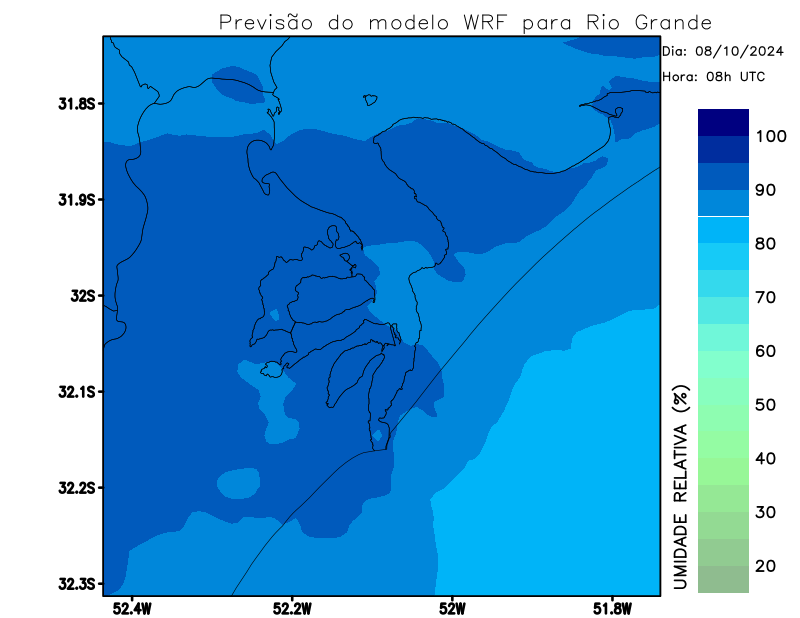 Previsão do modelo WRF para Rio Grande
Dia: 08/10/2024
Hora: 08h UTC
31.8S
31.9S
32S
32.1S
32.2S
32.3S
52.4W
52.2W
52W
51.8W
UMIDADE RELATIVA (%)
100
90
80
70
60
50
40
30
20